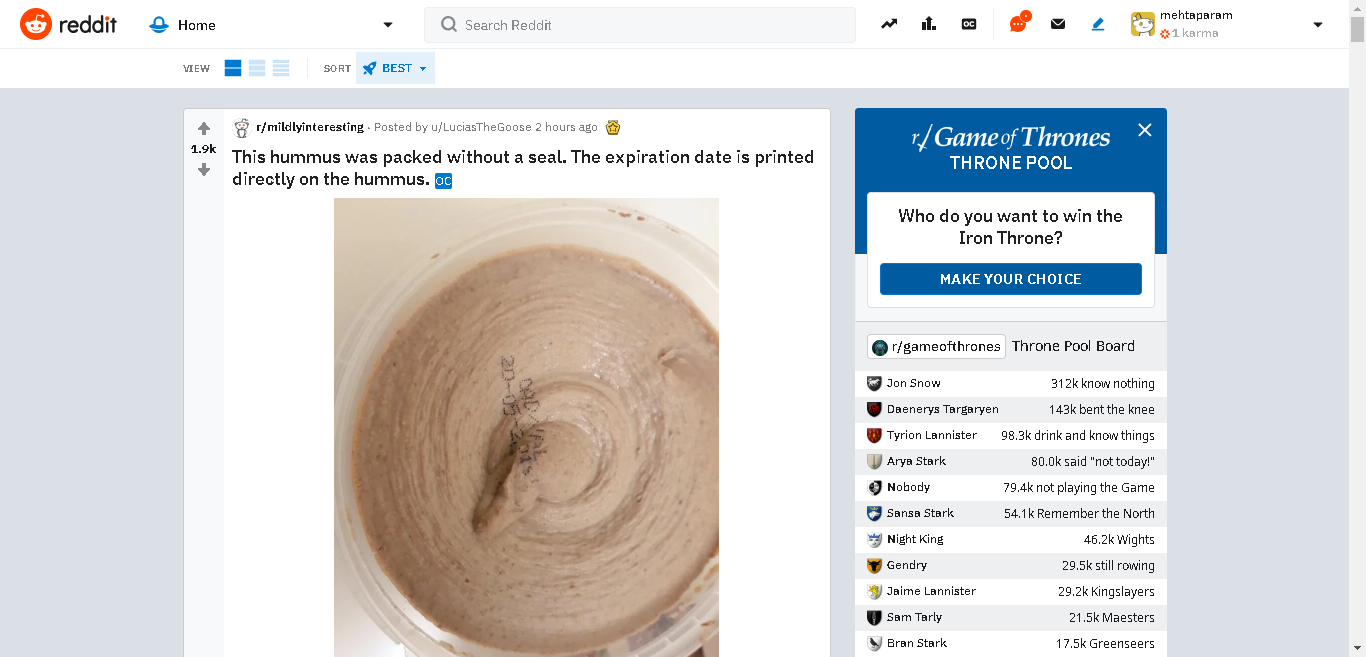 reddit
Home
Search Reddit
OC
mehtaparam
1 karma
VIEW
SORT
BEST
1.9k
r/mildlyinteresting · Posted by u/LuciasTheGoose 2 hours ago
This hummus was packed without a seal. The expiration date is printed
directly on the hummus. OC
r/Game of Thrones
THRONE POOL
Who do you want to win the
Iron Throne?
MAKE YOUR CHOICE
r/gameofthrones Throne Pool Board
Jon Snow 312k know nothing
Daenerys Targaryen 143k bent the knee
Tyrion Lannister 98.3k drink and know things
Arya Stark 80.0k said "not today!"
Nobody 79.4k not playing the Game
Sansa Stark 54.1k Remember the North
Night King 46.2k Wights
Gendry 29.5k still rowing
Jaime Lannister 29.2k Kingslayers
Sam Tarly 21.5k Maesters
Bran Stark 17.5k Greenseers